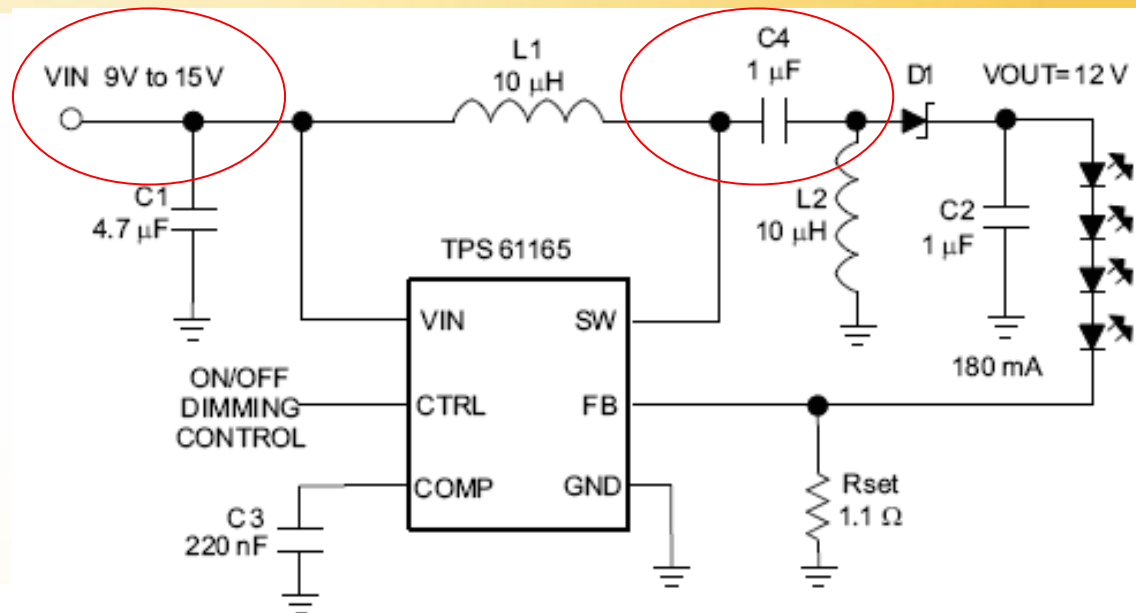 VIN 9V to 15V
L1
10 μH
C4
1 μF
D1
VOUT=12 V
C1
4.7 μF
L2
10 μH
C2
1 μF
TPS61165
VIN
SW
180 mA
ON/OFF
DIMMING
CONTROL
CTRL
FB
COMP
GND
Rset
1.1 Ω
C3
220 nF